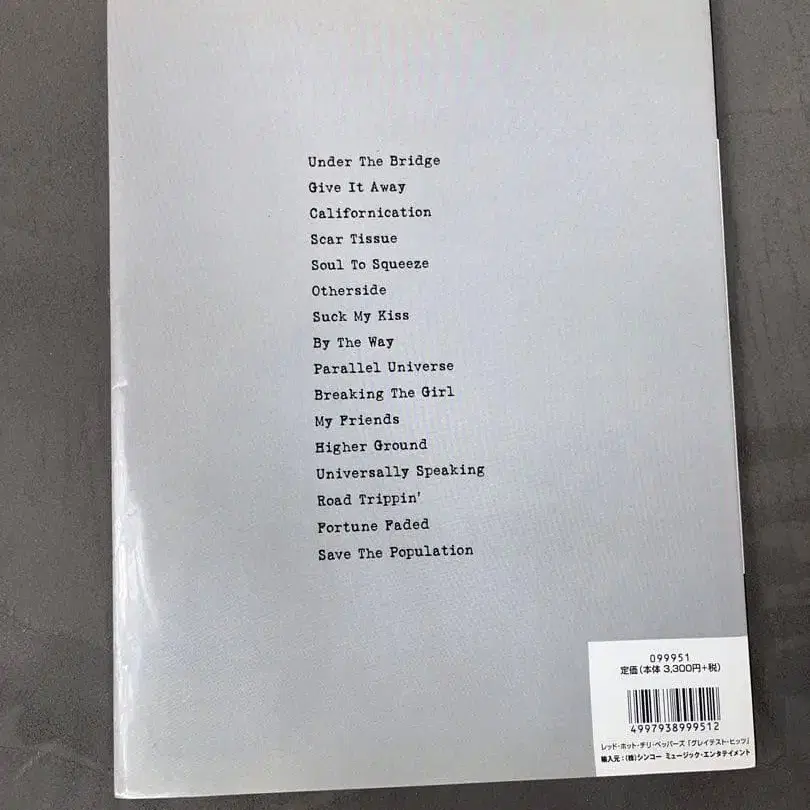 Under The Bridge
Give It Away
Californication
Scar Tissue
Soul To Squeeze
Otherside
Suck My Kiss
By The Way
Parallel Universe
Breaking The Girl
My Friends
Higher Ground
Universally Speaking
Road Trippin'
Fortune Faded
Save The Population
099951
定価(本体 3,300円+税)
4997938999512
レッド・ホット・チリ・ペッパーズ「グレイテスト・ヒッツ」
輸入元:(株)シンコー ミュージック・エンタテイメント